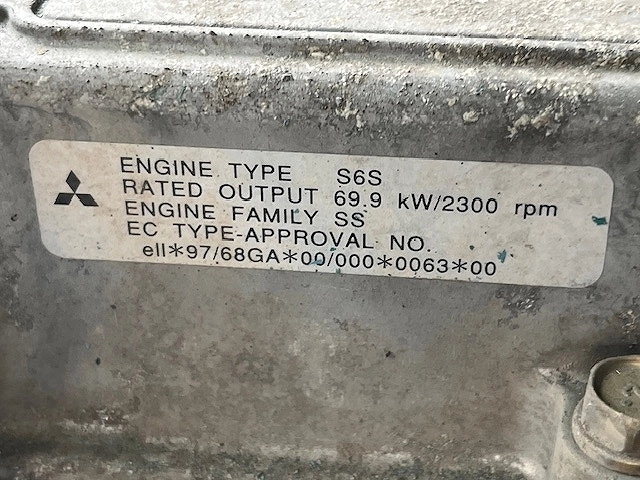 ENGINE TYPE S6S
RATED OUTPUT 69.9 kW/2300 rpm
ENGINE FAMILY SS
EC TYPE-APPROVAL NO.
ell*97/68GA*00/000*0063*00